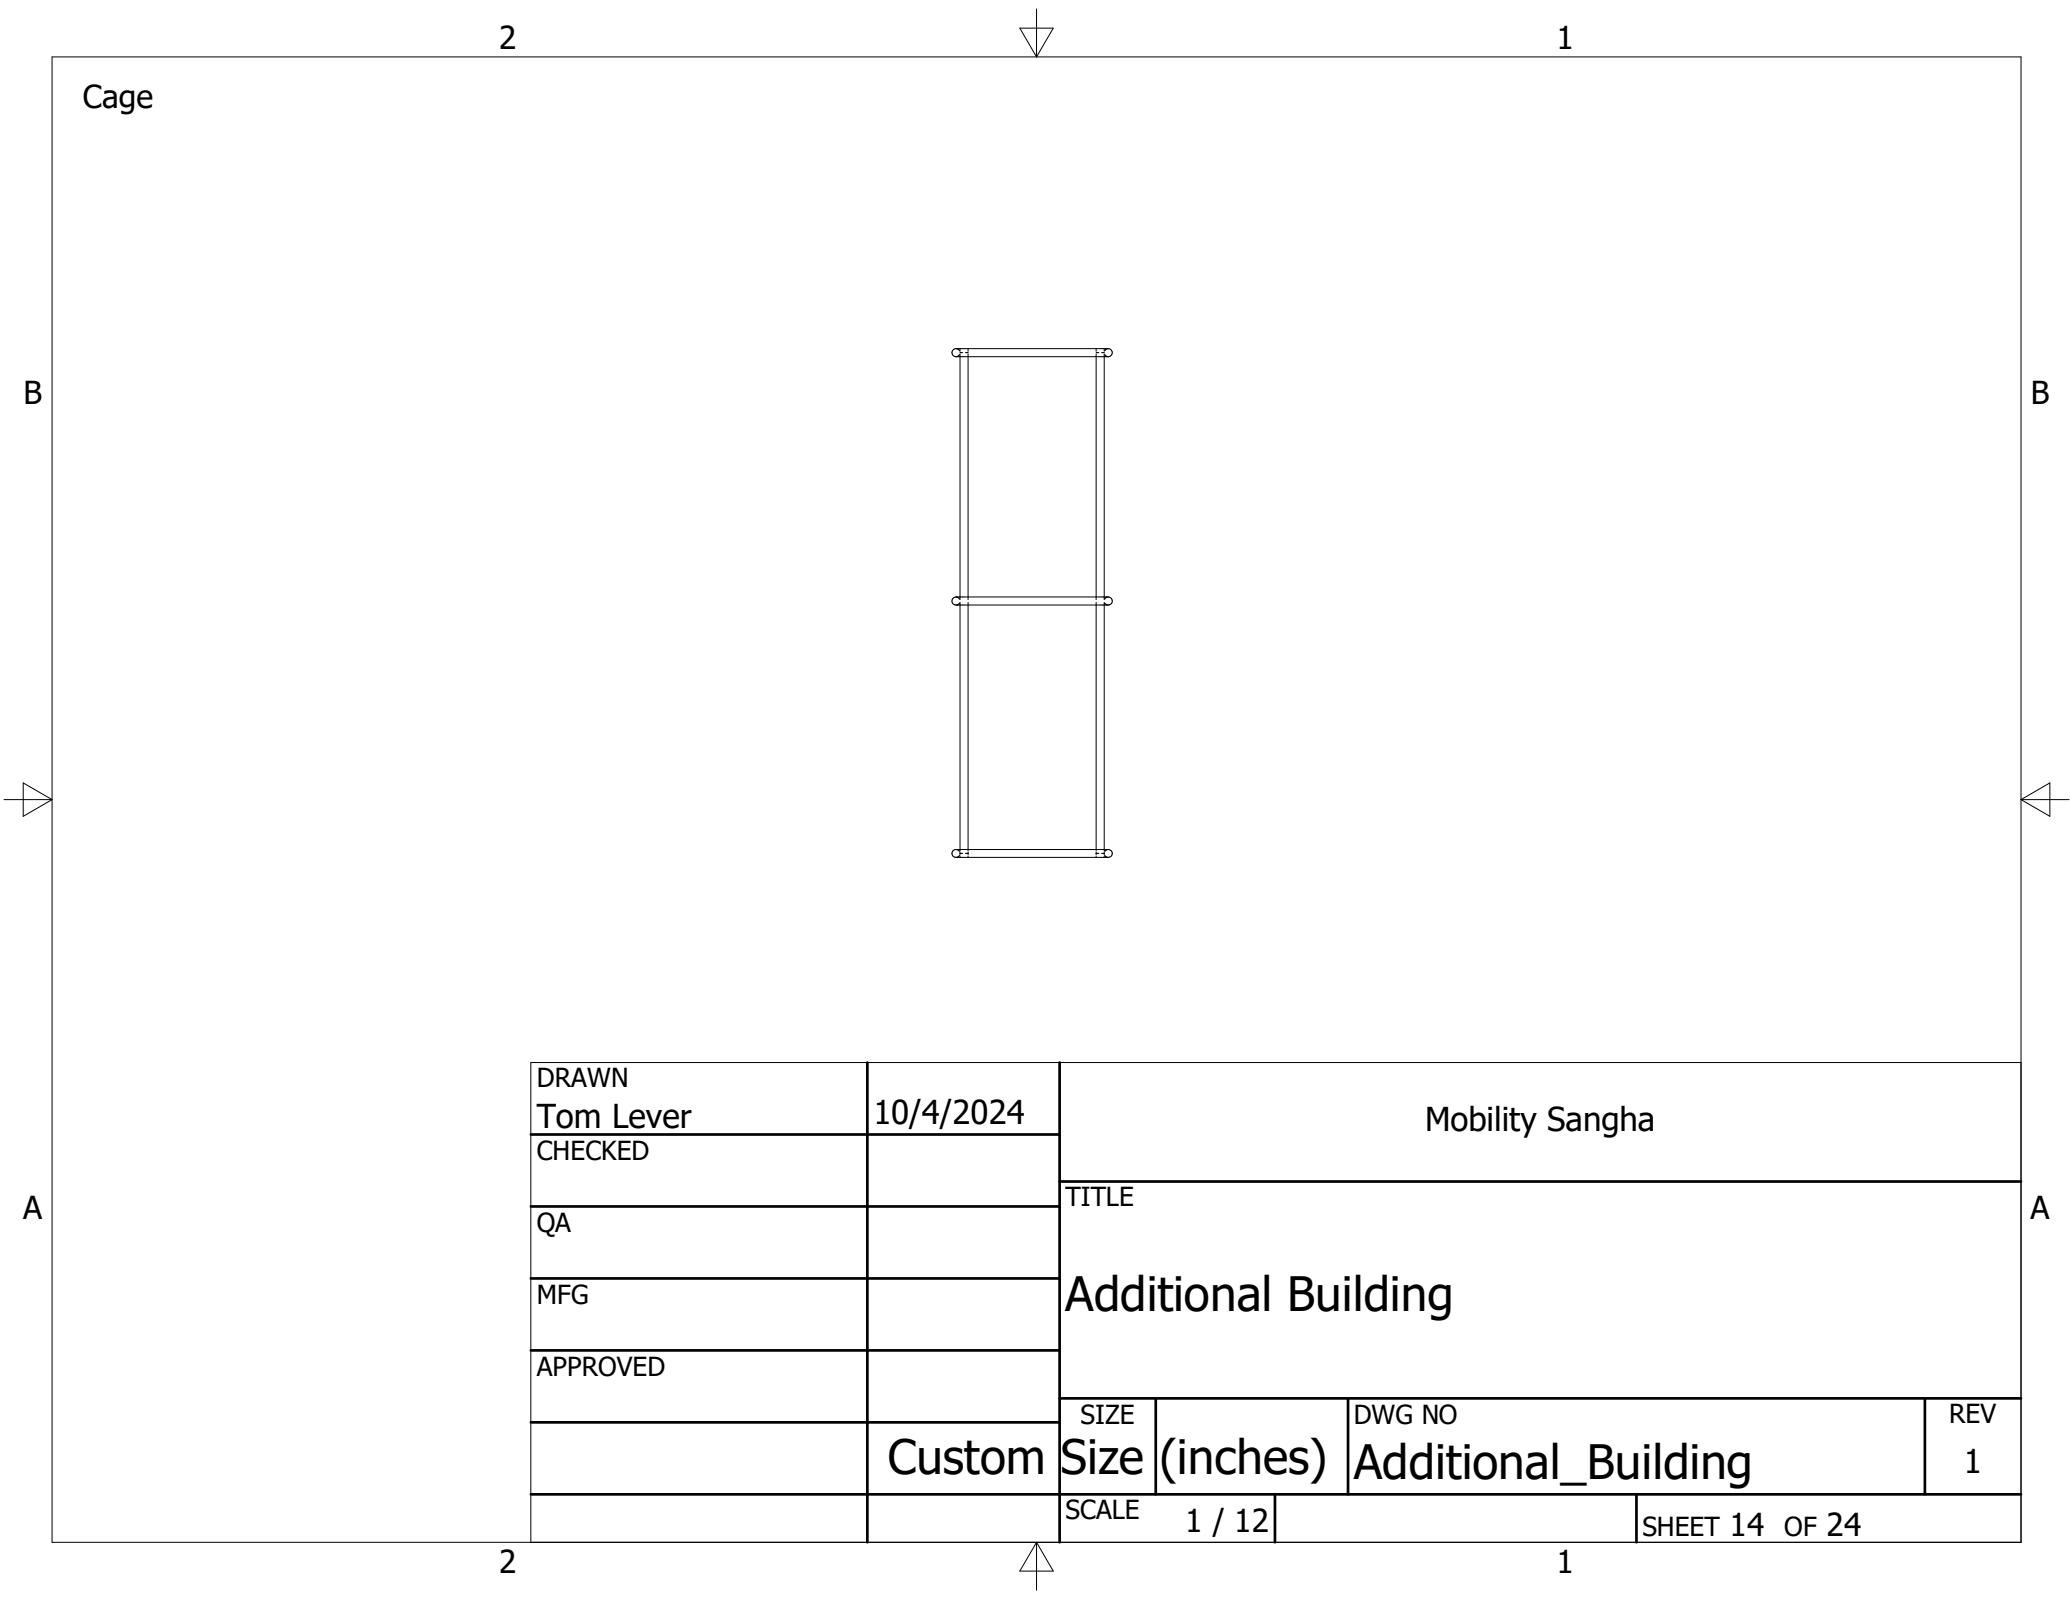 2 1
Cage
B B
A A
DRAWN
Tom Lever 10/4/2024
Mobility Sangha
CHECKED
TITLE
QA
MFG
Additional Building
APPROVED
SIZE DWG NO REV
Custom Size (inches) Additional_Building 1
SCALE 1 / 12 SHEET 14 OF 24
2 1